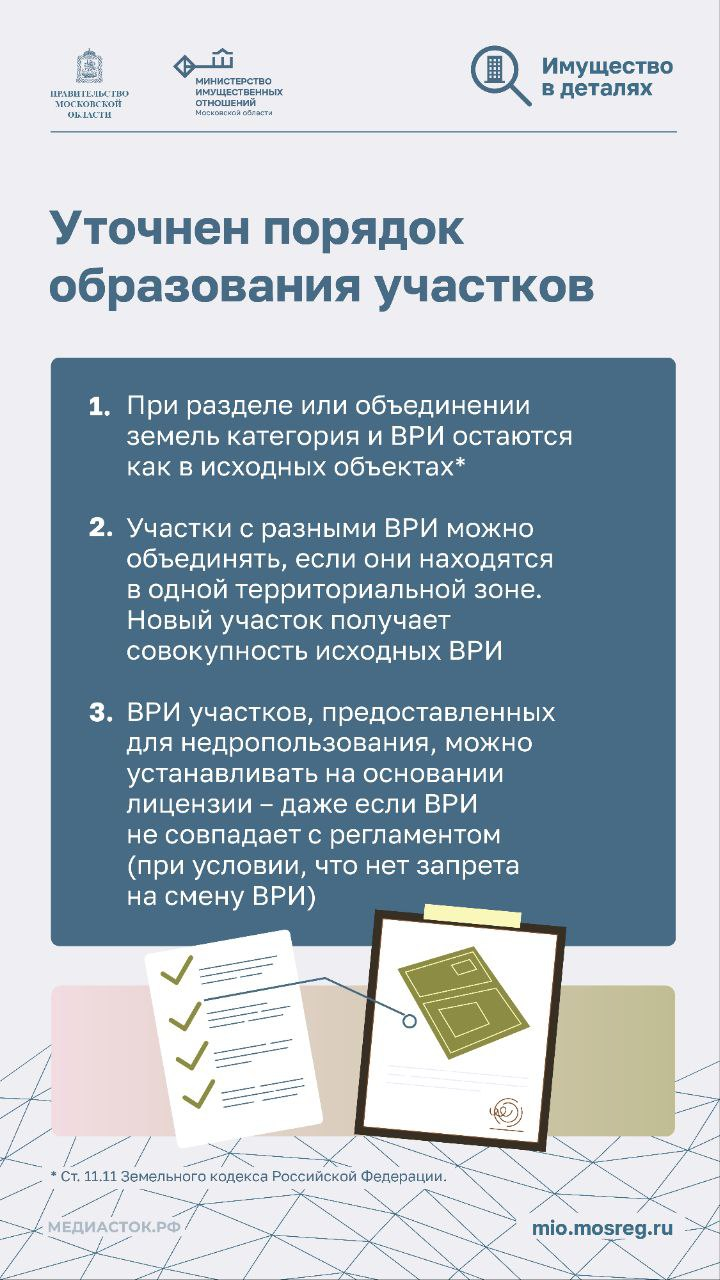 ПРАВИТЕЛЬСТВО
МОСКОВСКОЙ
ОБЛАСТИ
МИНИСТЕРСТВО
ИМУЩЕСТВЕННЫХ
ОТНОШЕНИЙ
Московской области
Имущество
в деталях
Уточнен порядок
образования участков
1. При разделе или объединении
земель категория и ВРИ остаются
как в исходных объектах*
2. Участки с разными ВРИ можно
объединять, если они находятся
в одной территориальной зоне.
Новый участок получает
совокупность исходных ВРИ
3. ВРИ участков, предоставленных
для недропользования, можно
устанавливать на основании
лицензии – даже если ВРИ
не совпадает с регламентом
(при условии, что нет запрета
на смену ВРИ)
* Ст. 11.11 Земельного кодекса Российской Федерации.
МЕДИАСТОК.РФ
mio.mosreg.ru